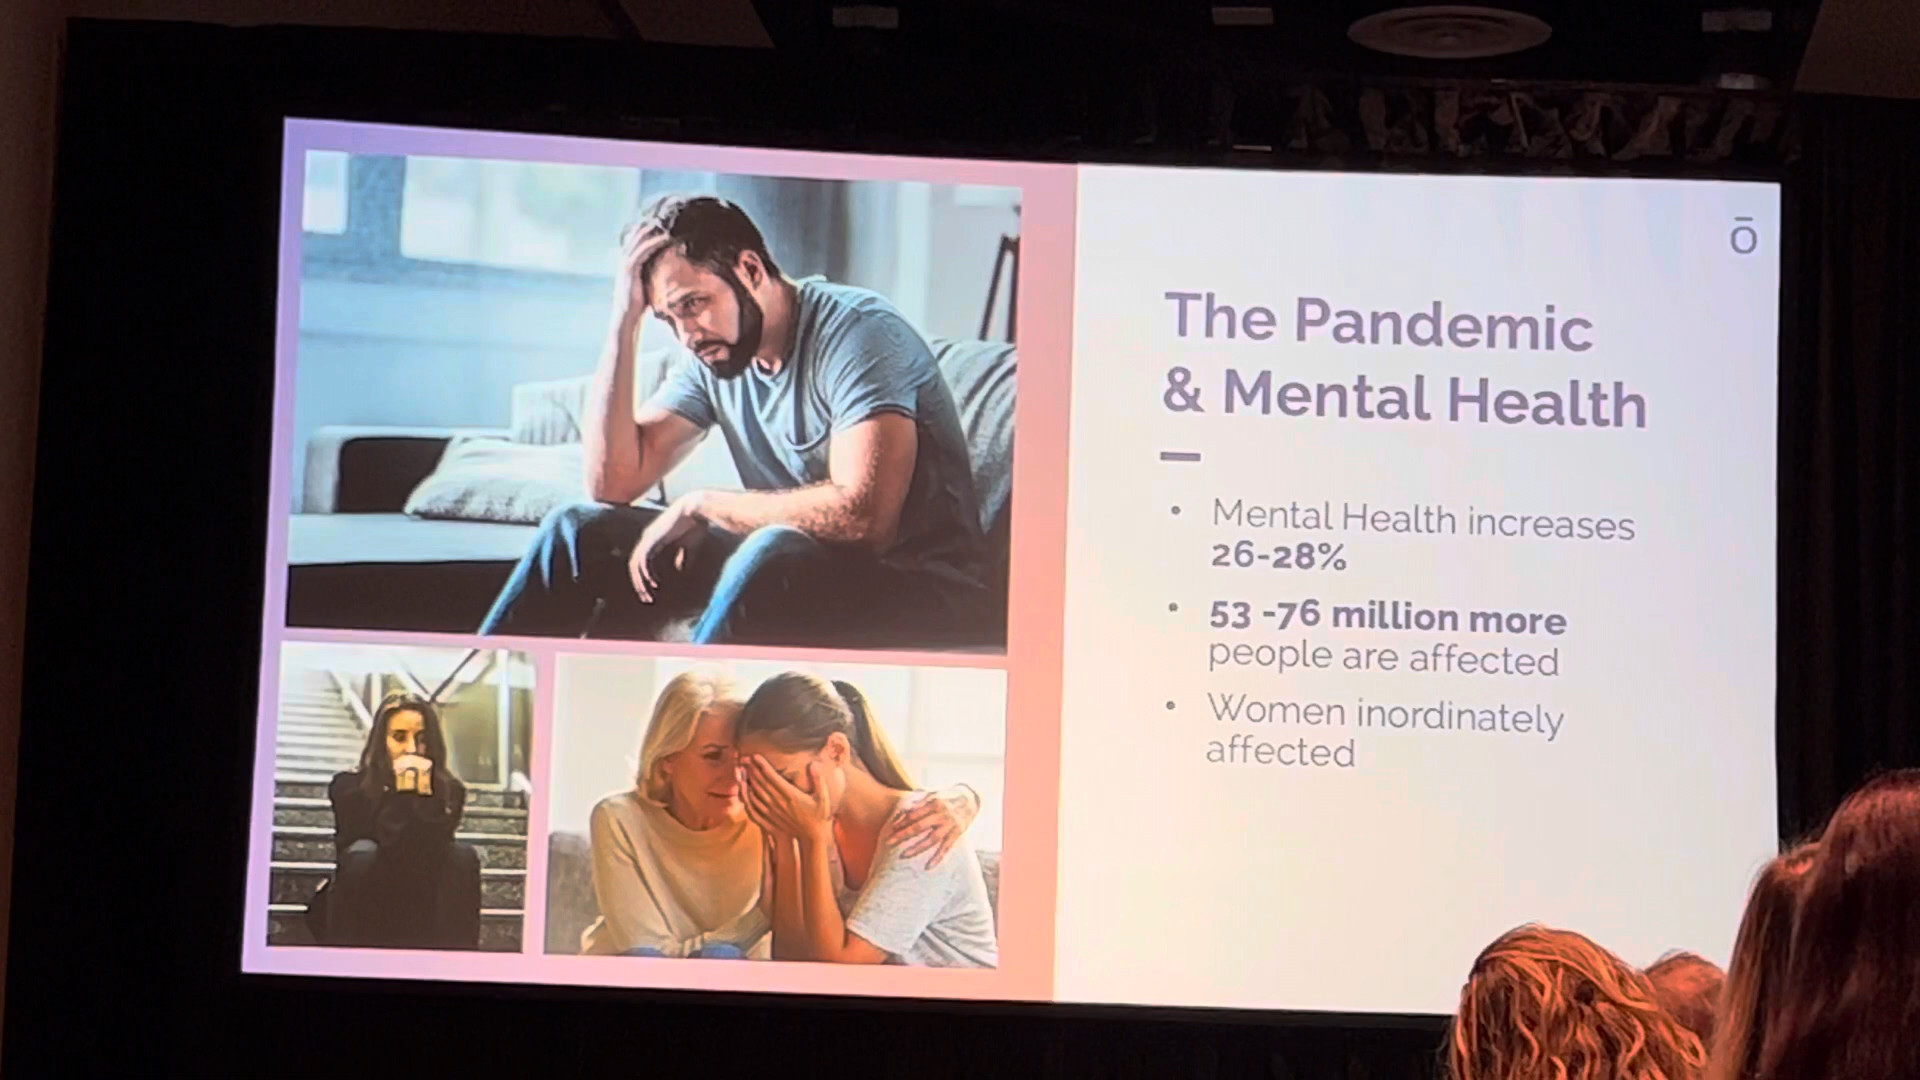 ō
The Pandemic
& Mental Health
• Mental Health increases
26-28%
• 53 -76 million more
people are affected
• Women inordinately
affected